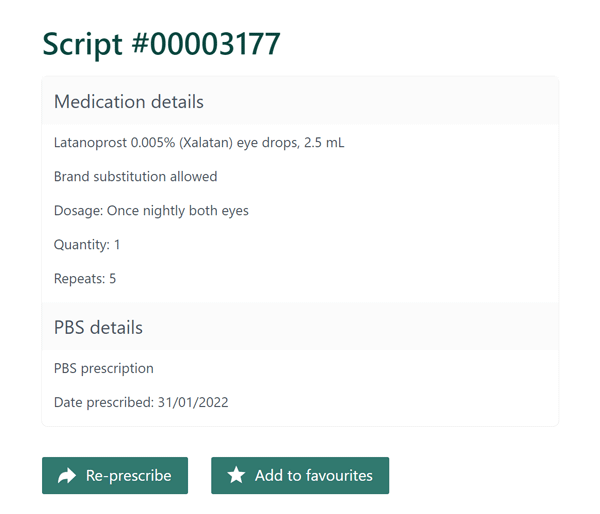 Script #00003177
Medication details
Latanoprost 0.005% (Xalatan) eye drops, 2.5 mL
Brand substitution allowed
Dosage: Once nightly both eyes
Quantity: 1
Repeats: 5
PBS details
PBS prescription
Date prescribed: 31/01/2022
Re-prescribe
Add to favourites